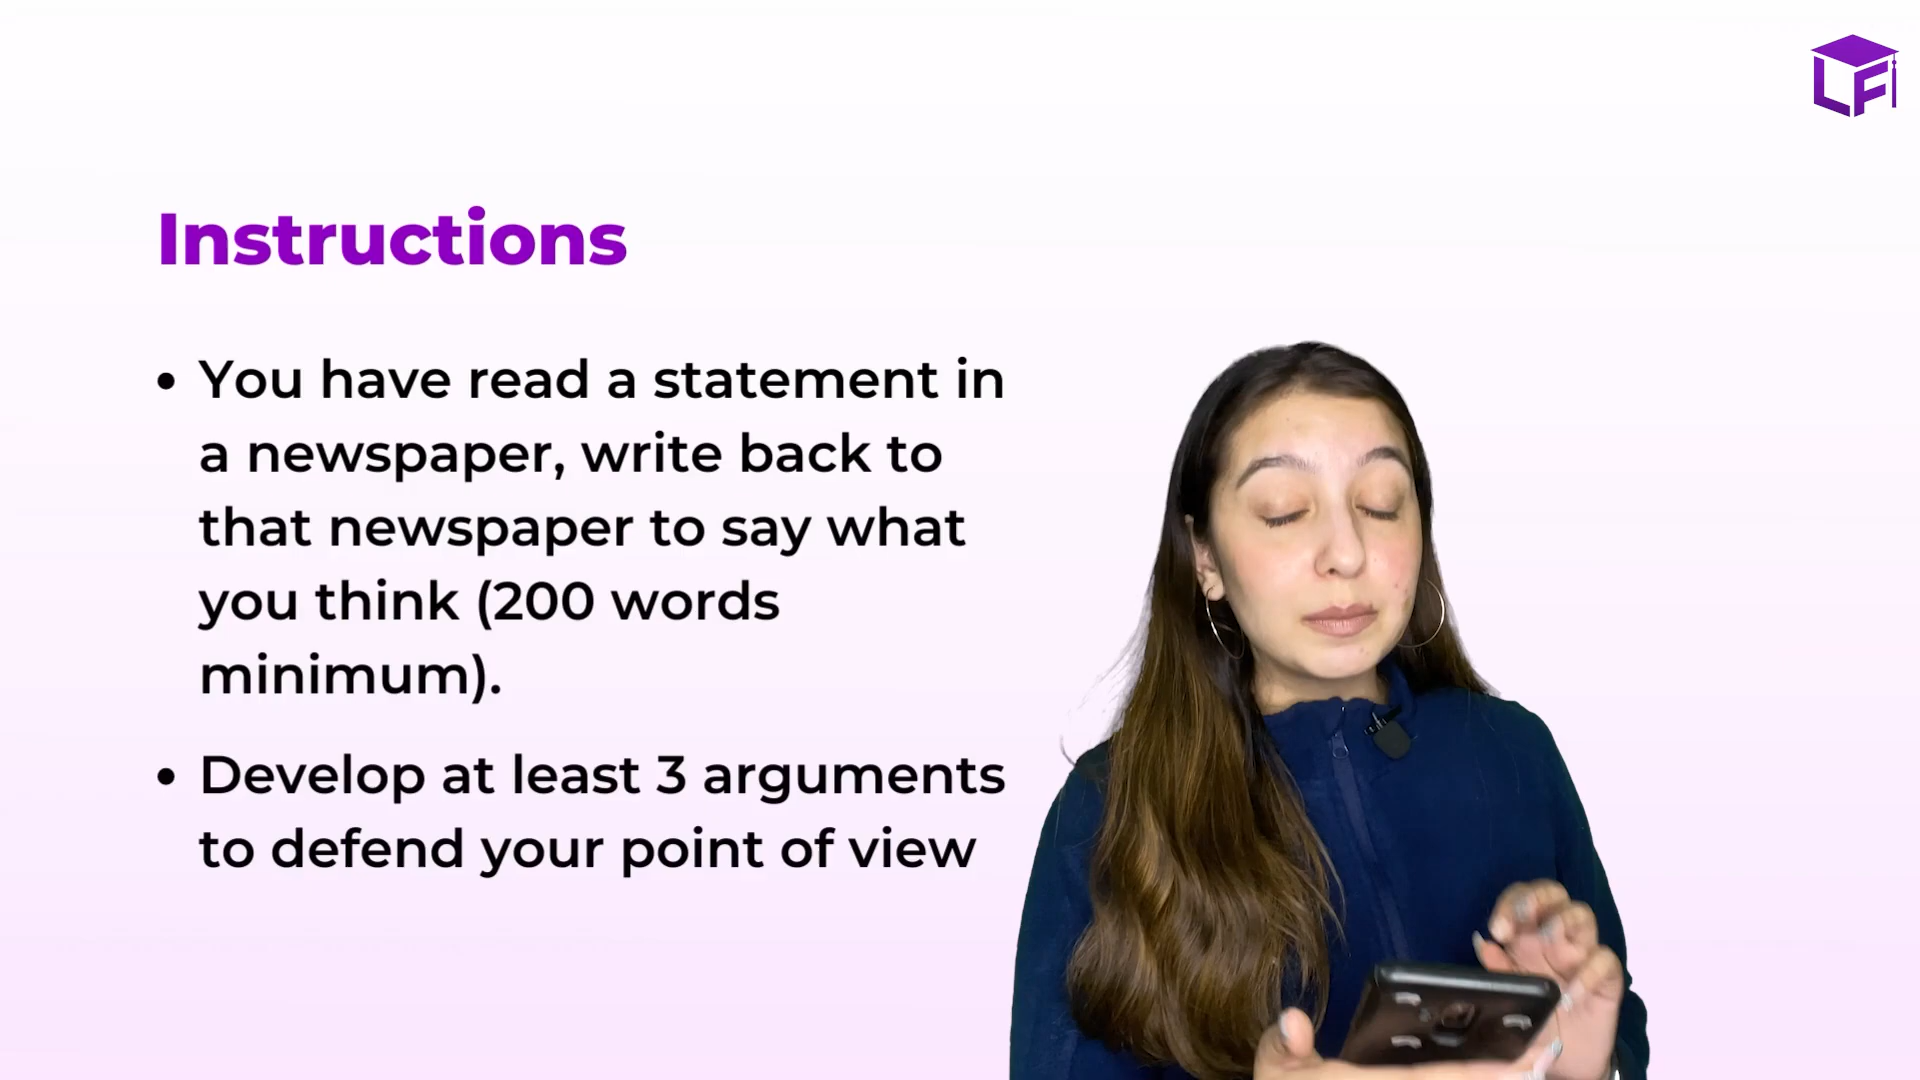 LF
Instructions
• You have read a statement in
a newspaper, write back to
that newspaper to say what
you think (200 words
minimum).
• Develop at least 3 arguments
to defend your point of view